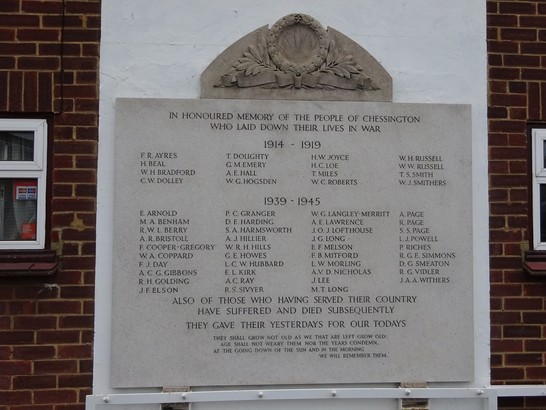 IN HONOURED MEMORY OF THE PEOPLE OF CHESSINGTON
WHO LAID DOWN THEIR LIVES IN WAR
1914 - 1919
F. R. AYRES T. DOUGHTY H.W. JOYCE W. H. RUSSELL
H. BEAL G. M. EMERY H.C. LOE W. W. RUSSELL
W. H. BRADFORD A. E. HALL T. MILES T. S. SMITH
C. W. DOLLEY W. G. HOGSDEN W. C. ROBERTS W. J. SMITHERS
1939 - 1945
E. ARNOLD P. C. GRANGER W. G. LANGLEY-MERRITT A. PAGE
M. A. BENHAM D. E. HARDING A. E. LAWRENCE R. PAGE
R. W. L. BERRY S. A. HARMSWORTH J. O. J. LOFTHOUSE S. S. PAGE
A. R. BRISTOLL A. J. HILLIER J. G. LONG L. J. POWELL
F. COOPER-GREGORY W. R. H. HILLS E. F. MELSON P. RICHES
W. A. COPPARD G. E. HOWES F. B. MITFORD R. G. E. SIMMONS
F. J. DAY L. C. W. HUBBARD L. W. MORLING D. G. SMEATON
A. C. G. GIBBONS E. L. KIRK A. V. D. NICHOLAS R. G. VIDLER
R. H. GOLDING A. C. RAY J. LEE J. A. A. WITHERS
J. F. ELSON R. S. SIVYER M. T. LONG
ALSO OF THOSE WHO HAVING SERVED THEIR COUNTRY
HAVE SUFFERED AND DIED SUBSEQUENTLY
THEY GAVE THEIR YESTERDAYS FOR OUR TODAYS
THEY SHALL GROW NOT OLD AS WE THAT ARE LEFT GROW OLD:
AGE SHALL NOT WEARY THEM NOR THE YEARS CONDEMN,
AT THE GOING DOWN OF THE SUN AND IN THE MORNING
WE WILL REMEMBER THEM.